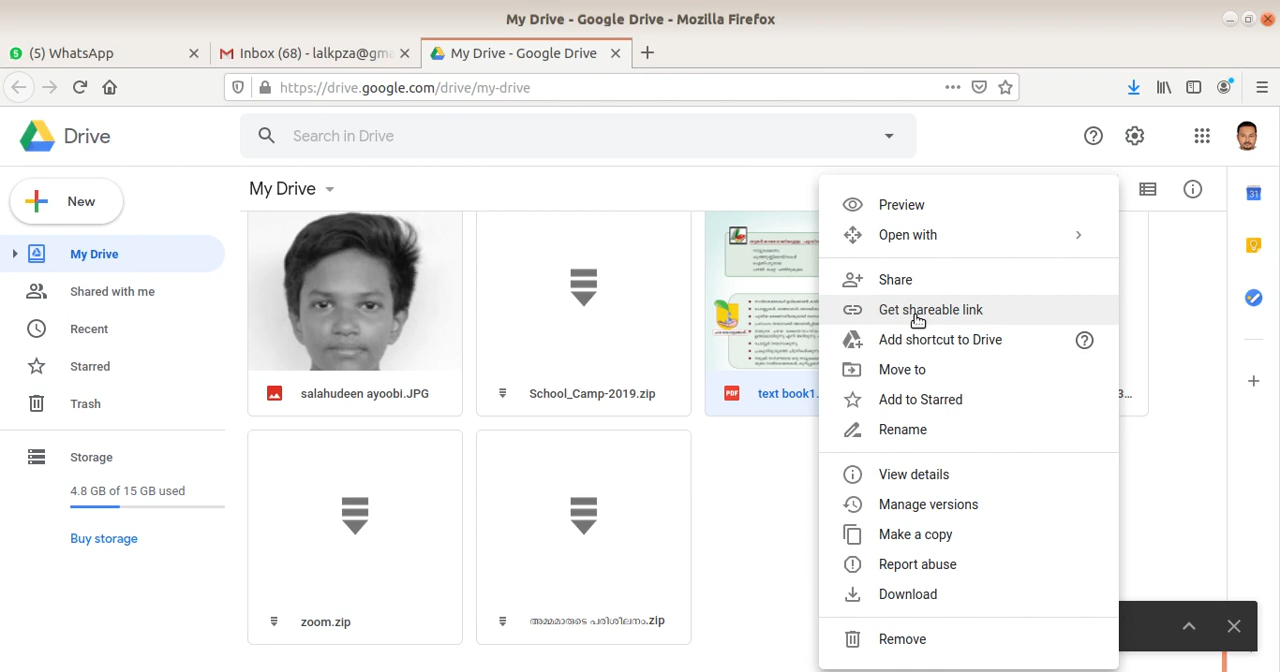 My Drive - Google Drive - Mozilla Firefox
(5) WhatsApp
Inbox (68) - lalkpza@gma
My Drive - Google Drive
https://drive.google.com/drive/my-drive
Drive
Search in Drive
New
My Drive
My Drive
Shared with me
Recent
Starred
Trash
Storage
4.8 GB of 15 GB used
Buy storage
salahudeen ayoobi.JPG
School_Camp-2019.zip
PDF
text book1.
3...
zoom.zip
അമ്മമാരുടെ പരിശീലനം.zip
Preview
Open with
Share
Get shareable link
Add shortcut to Drive
Move to
Add to Starred
Rename
View details
Manage versions
Make a copy
Report abuse
Download
Remove
31